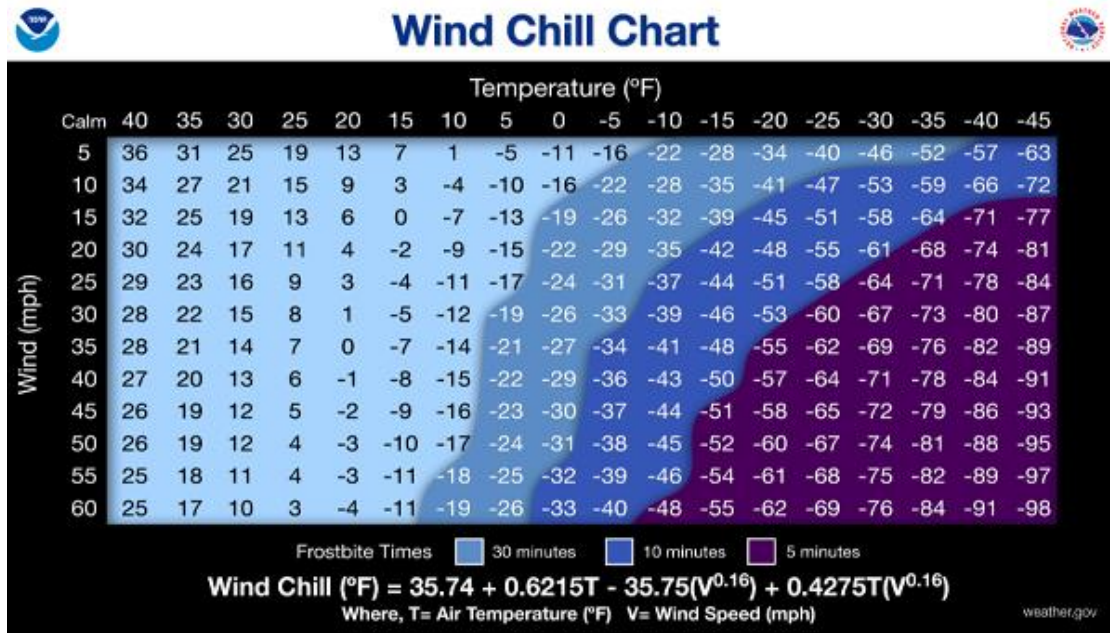 Wind Chill Chart
Temperature (ºF)
Calm 40 35 30 25 20 15 10 5 0 -5 -10 -15 -20 -25 -30 -35 -40 -45
5 36 31 25 19 13 7 1 -5 -11 -16 -22 -28 -34 -40 -46 -52 -57 -63
10 34 27 21 15 9 3 -4 -10 -16 -22 -28 -35 -41 -47 -53 -59 -66 -72
15 32 25 19 13 6 0 -7 -13 -19 -26 -32 -39 -45 -51 -58 -64 -71 -77
20 30 24 17 11 4 -2 -9 -15 -22 -29 -35 -42 -48 -55 -61 -68 -74 -81
25 29 23 16 9 3 -4 -11 -17 -24 -31 -37 -44 -51 -58 -64 -71 -78 -84
30 28 22 15 8 1 -5 -12 -19 -26 -33 -39 -46 -53 -60 -67 -73 -80 -87
35 28 21 14 7 0 -7 -14 -21 -27 -34 -41 -48 -55 -62 -69 -76 -82 -89
40 27 20 13 6 -1 -8 -15 -22 -29 -36 -43 -50 -57 -64 -71 -78 -84 -91
45 26 19 12 5 -2 -9 -16 -23 -30 -37 -44 -51 -58 -65 -72 -79 -86 -93
50 26 19 12 4 -3 -10 -17 -24 -31 -38 -45 -52 -60 -67 -74 -81 -88 -95
55 25 18 11 4 -3 -11 -18 -25 -32 -39 -46 -54 -61 -68 -75 -82 -89 -97
60 25 17 10 3 -4 -11 -19 -26 -33 -40 -48 -55 -62 -69 -76 -84 -91 -98
Wind (mph)
Frostbite Times 30 minutes 10 minutes 5 minutes
Wind Chill (ºF) = 35.74 + 0.6215T - 35.75(V^0.16) + 0.4275T(V^0.16)
Where, T= Air Temperature (ºF) V= Wind Speed (mph)
weather.gov